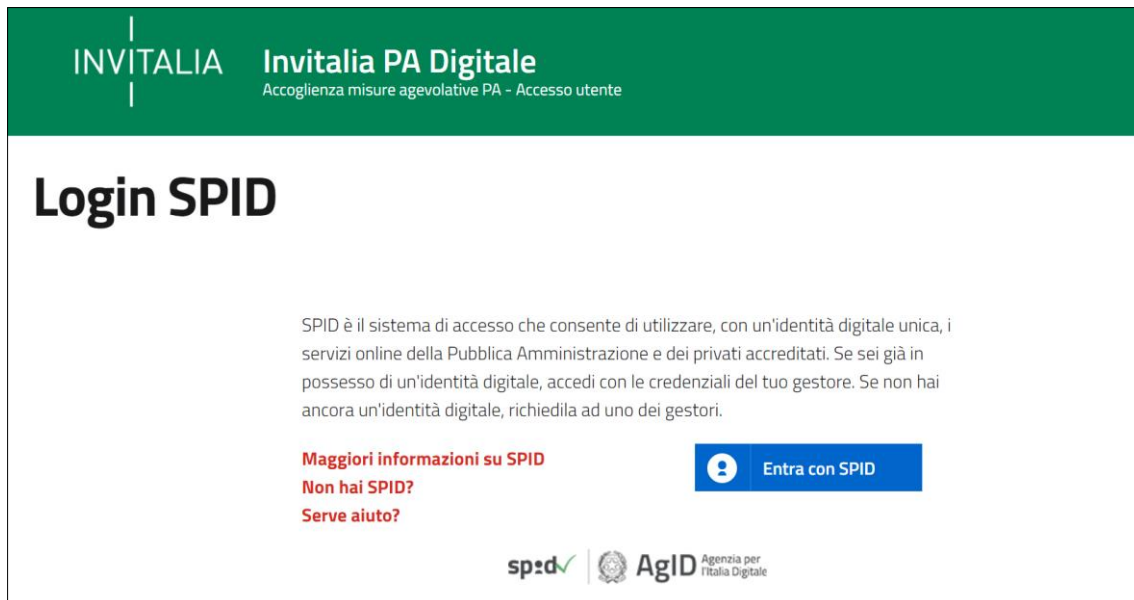 INVITALIA
Invitalia PA Digitale
Accoglienza misure agevolative PA - Accesso utente
Login SPID
SPID è il sistema di accesso che consente di utilizzare, con un'identità digitale unica, i
servizi online della Pubblica Amministrazione e dei privati accreditati. Se sei già in
possesso di un'identità digitale, accedi con le credenziali del tuo gestore. Se non hai
ancora un'identità digitale, richiedila ad uno dei gestori.
Maggiori informazioni su SPID
Non hai SPID?
Serve aiuto?
Entra con SPID
spid
AgID Agenzia per
l'Italia Digitale